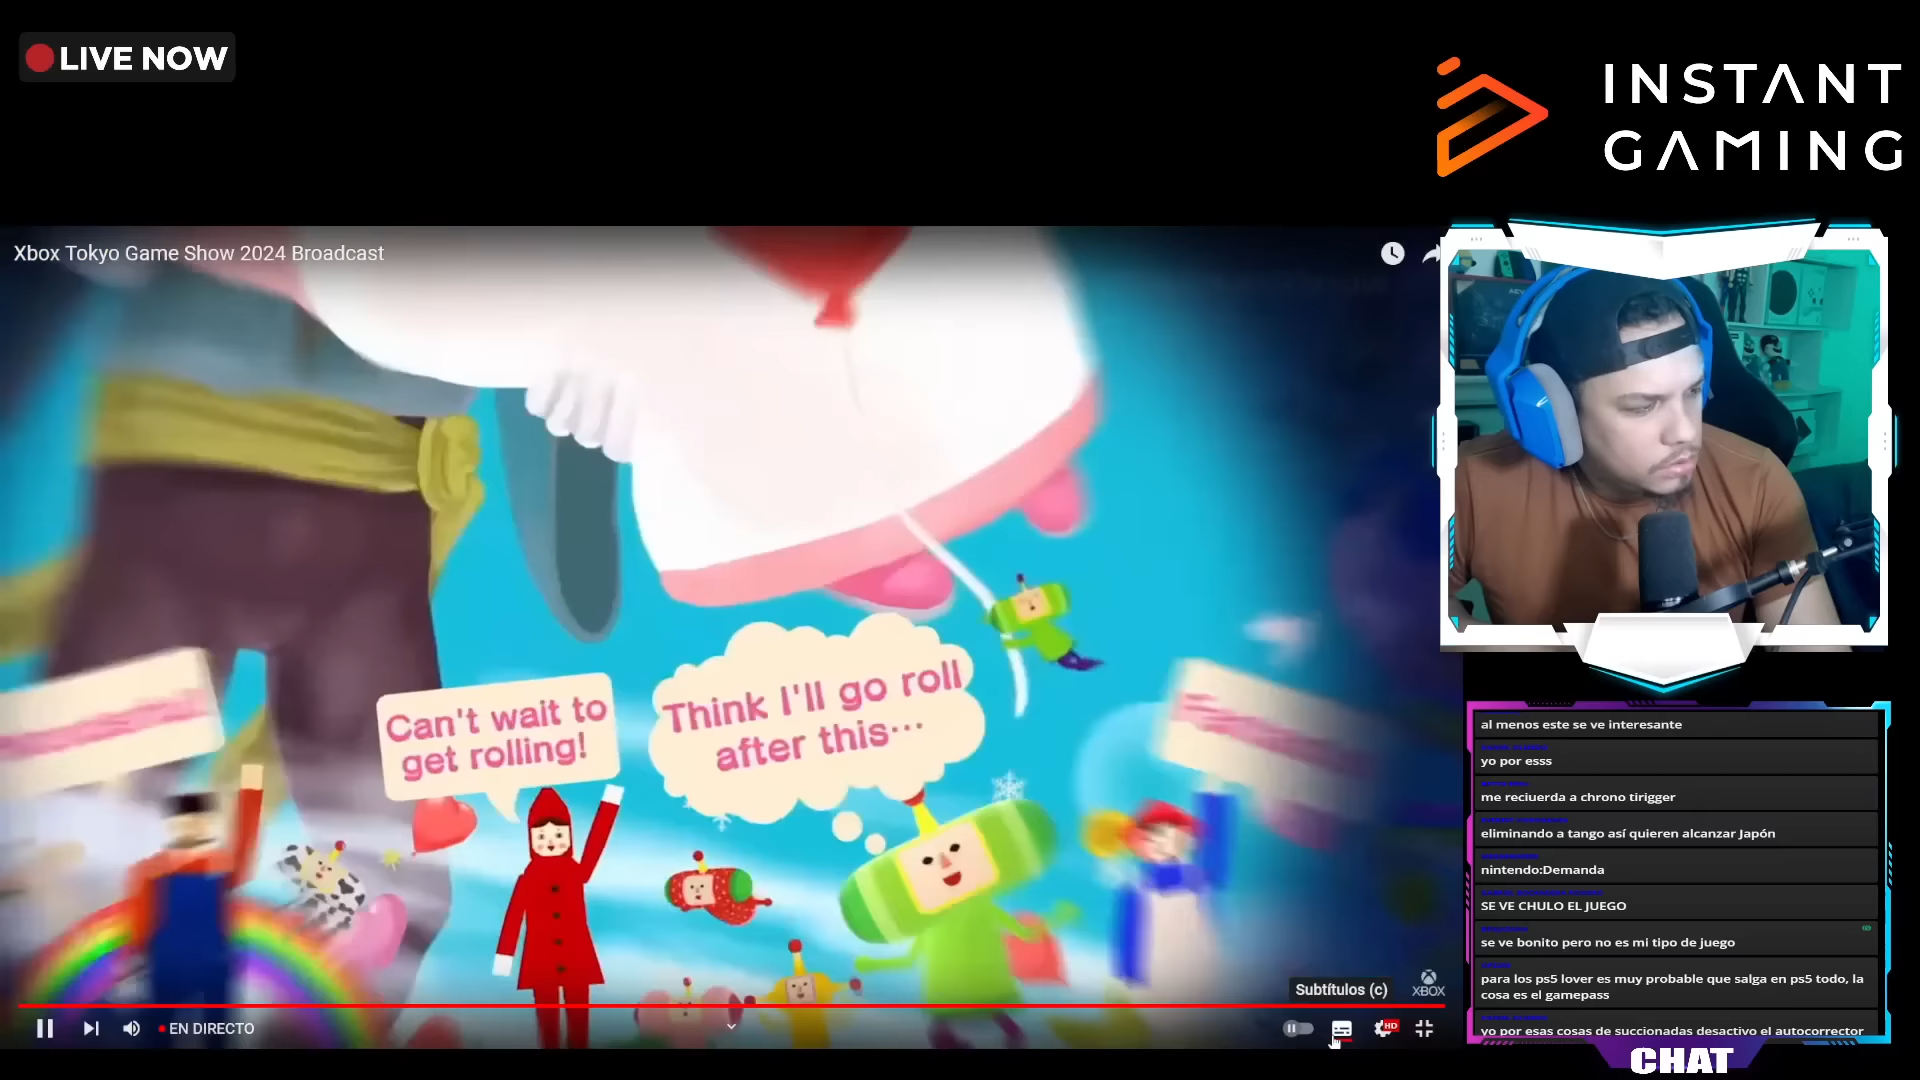 LIVE NOW
INSTANT
GAMING
Xbox Tokyo Game Show 2024 Broadcast
Can't wait to
get rolling!
Think I'll go roll
after this...
al menos este se ve interesante
yo por esss
me reciuerda a chrono tirigger
eliminando a tango así quieren alcanzar Japón
nintendo:Demanda
SE VE CHULO EL JUEGO
se ve bonito pero no es mi tipo de juego
para los ps5 lover es muy probable que salga en ps5 todo, la
cosa es el gamepass
yo por esas cosas de succionadas desactivo el autocorrector
CHAT
Subtítulos (c)
XBOX
EN DIRECTO
HD